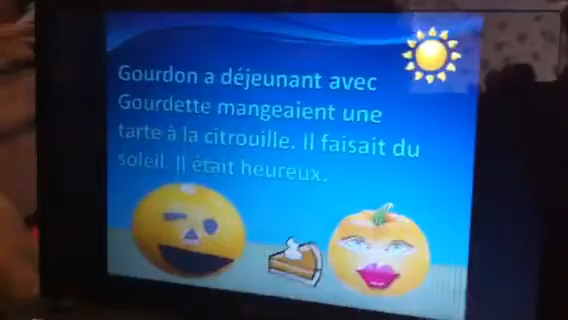 Gourdon a déjeunant avec
Gourdette mangeaient une
tarte à la citrouille. Il faisait du
soleil. Il était heureux.